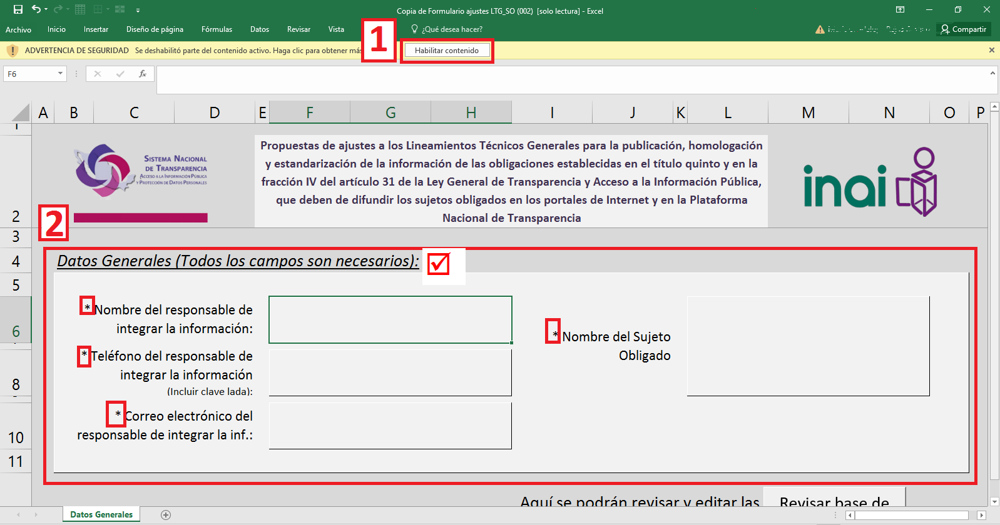 Copia de Formulario ajustes LTG_SO (002)  [solo lectura] - Excel
Archivo Inicio Insertar Diseño de página Fórmulas Datos Revisar Vista ¿Qué desea hacer? Compartir
1
ADVERTENCIA DE SEGURIDAD Se deshabilitó parte del contenido activo. Haga clic para obtener más Habilitar contenido
F6 fx
A B C D E F G H I J K L M N O P
1
Propuestas de ajustes a los Lineamientos Técnicos Generales para la publicación, homologación
y estandarización de la información de las obligaciones establecidas en el título quinto y en la
fracción IV del artículo 31 de la Ley General de Transparencia y Acceso a la Información Pública,
que deben de difundir los sujetos obligados en los portales de Internet y en la Plataforma
Nacional de Transparencia
SISTEMA NACIONAL
DE TRANSPARENCIA
ACCESO A LA INFORMACIÓN PÚBLICA
Y PROTECCIÓN DE DATOS PERSONALES
inai
2
2
3
4
Datos Generales (Todos los campos son necesarios):
5
6
* Nombre del responsable de
integrar la información:
* Nombre del Sujeto
Obligado
8
* Teléfono del responsable de
integrar la información
(Incluir clave lada):
10
* Correo electrónico del
responsable de integrar la inf.:
11
Aquí se podrán revisar y editar las
Revisar base de
Datos Generales